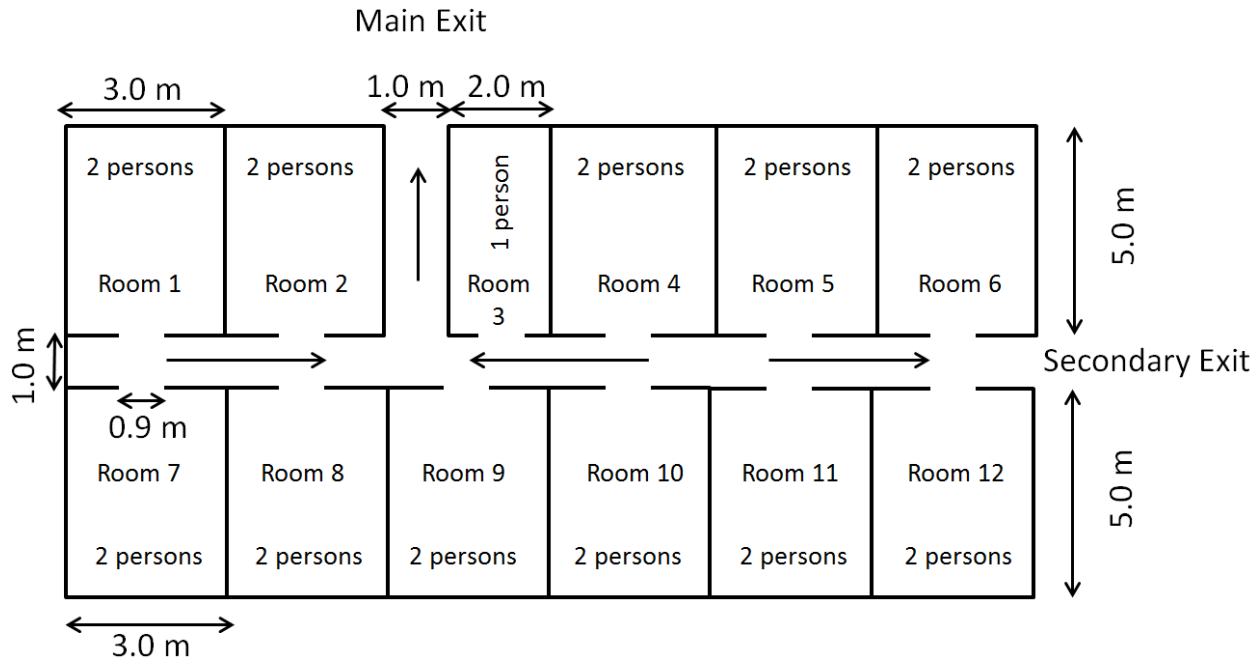 Main Exit
3.0 m
1.0 m
2.0 m
2 persons
2 persons
1 person
2 persons
2 persons
2 persons
5.0 m
Room 1
Room 2
Room
3
Room 4
Room 5
Room 6
1.0 m
Secondary Exit
0.9 m
Room 7
Room 8
Room 9
Room 10
Room 11
Room 12
5.0 m
2 persons
2 persons
2 persons
2 persons
2 persons
2 persons
3.0 m